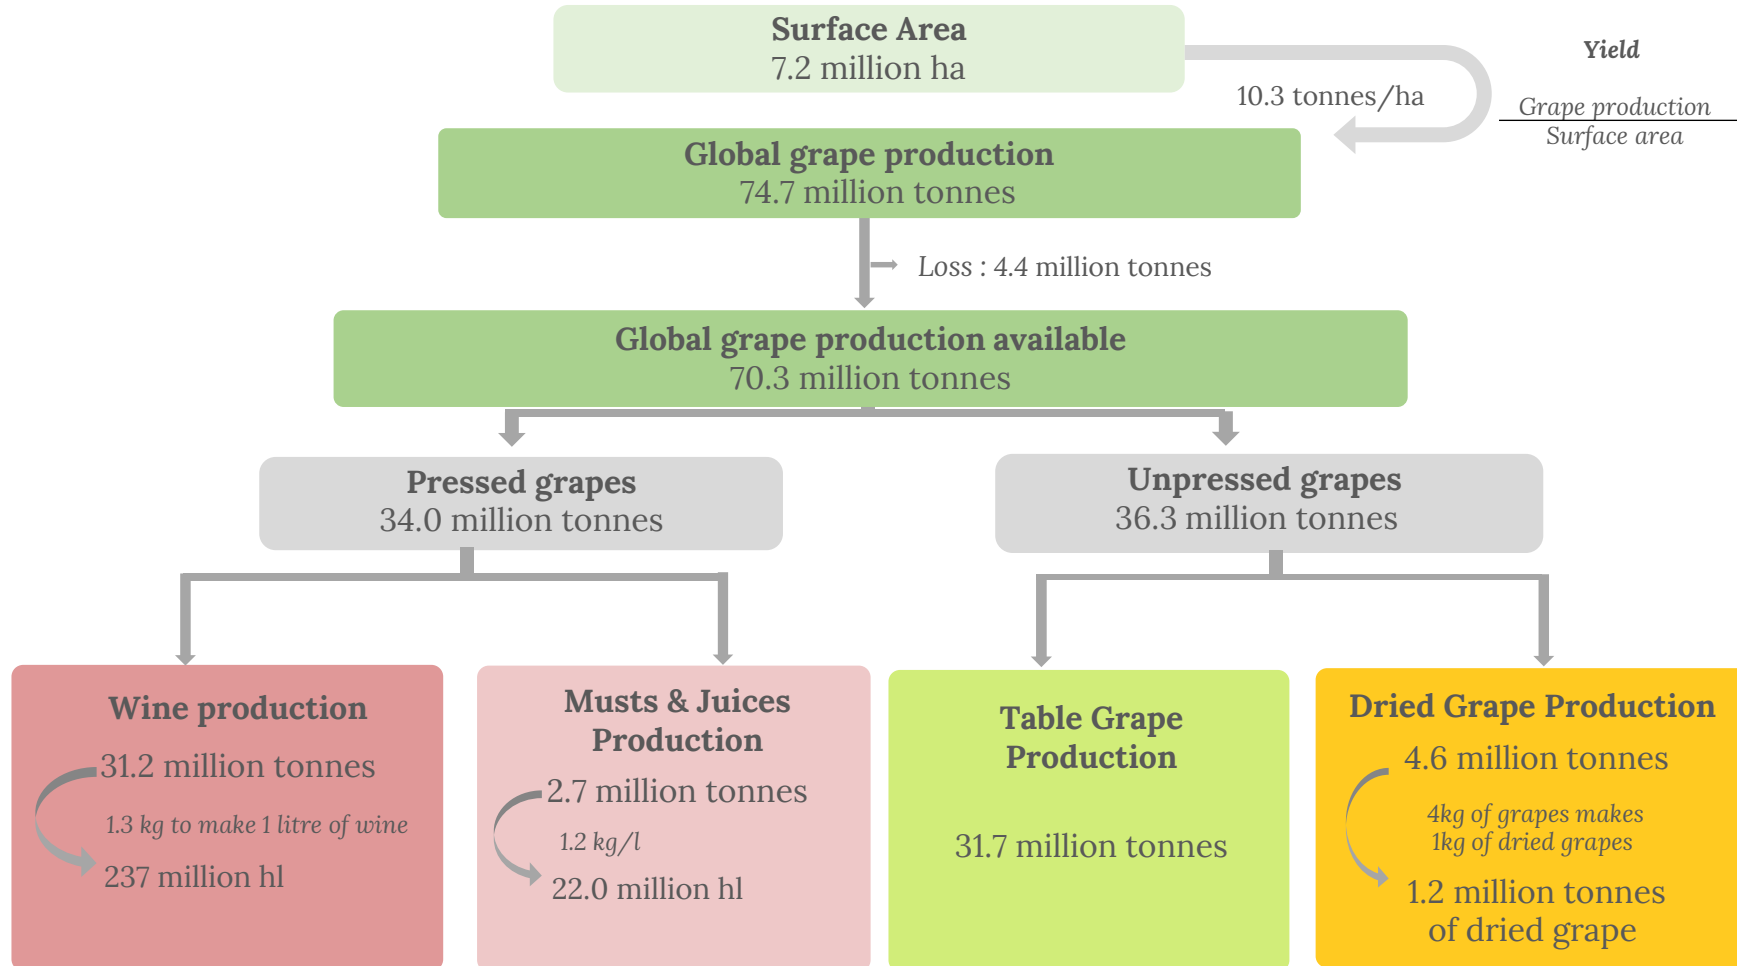 Surface Area
7.2 million ha
Yield
10.3 tonnes/ha
Grape production
Surface area
Global grape production
74.7 million tonnes
Loss : 4.4 million tonnes
Global grape production available
70.3 million tonnes
Pressed grapes
34.0 million tonnes
Unpressed grapes
36.3 million tonnes
Wine production
31.2 million tonnes
1.3 kg to make 1 litre of wine
237 million hl
Musts & Juices
Production
2.7 million tonnes
1.2 kg/l
22.0 million hl
Table Grape
Production
31.7 million tonnes
Dried Grape Production
4.6 million tonnes
4kg of grapes makes
1kg of dried grapes
1.2 million tonnes
of dried grape